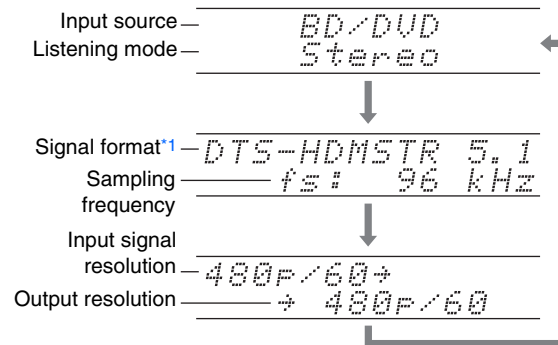 Input source
BD/DVD
Listening mode
Stereo
Signal format*1
DTS-HDMSTR 5.1
Sampling frequency
fs: 96 kHz
Input signal resolution
480p/60→
Output resolution
→ 480p/60